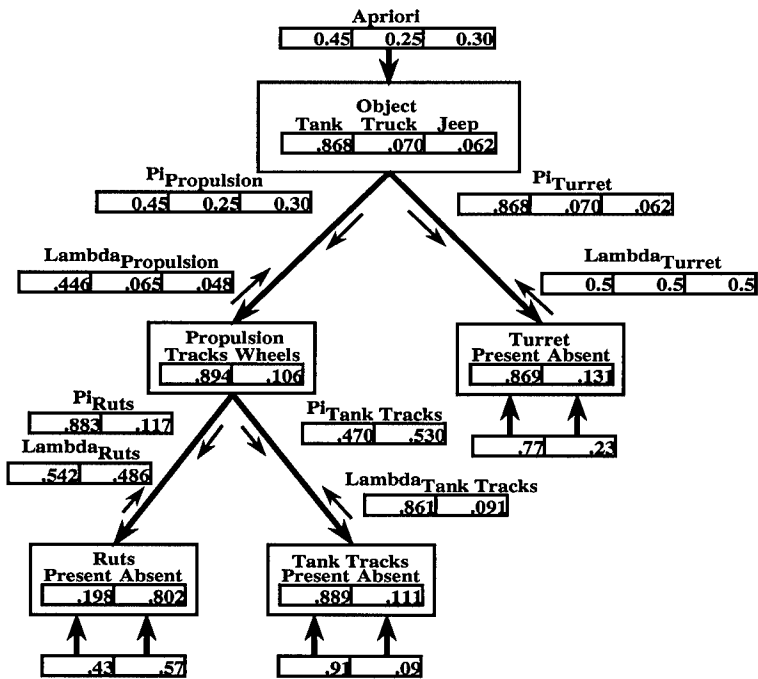 Apriori
0.45 0.25 0.30
Object
Tank Truck Jeep
.868 .070 .062
PiPropulsion
0.45 0.25 0.30
PiTurret
.868 .070 .062
LambdaPropulsion
.446 .065 .048
LambdaTurret
0.5 0.5 0.5
Propulsion
Tracks Wheels
.894 .106
Turret
Present Absent
.869 .131
PiRuts
.883 .117
PiTank Tracks
.470 .530
.77 .23
LambdaRuts
.542 .486
LambdaTank Tracks
.861 .091
Ruts
Present Absent
.198 .802
Tank Tracks
Present Absent
.889 .111
.43 .57
.91 .09